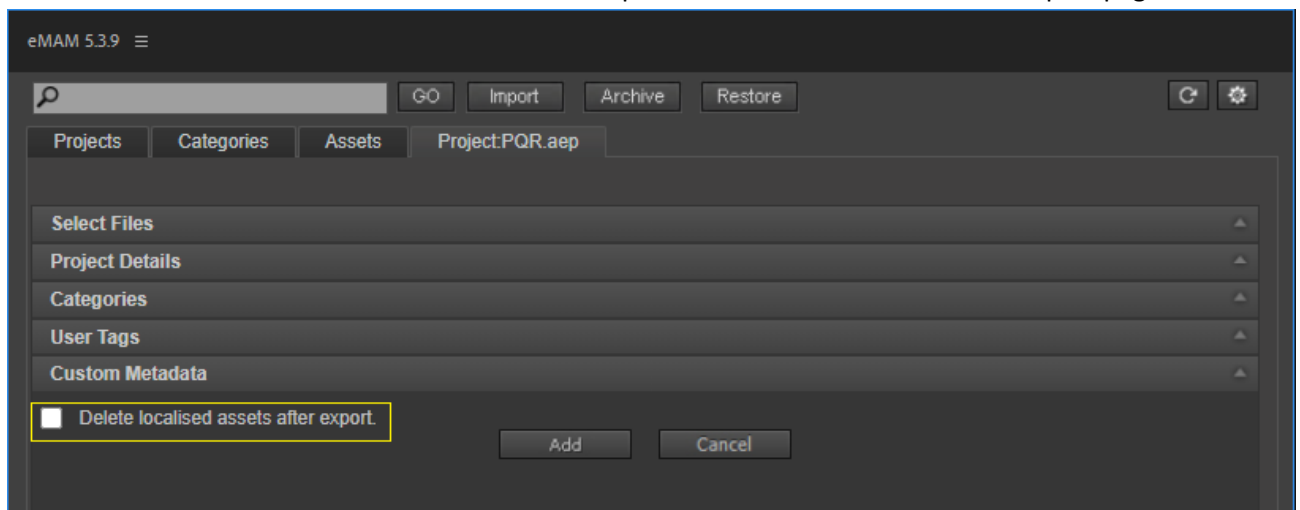 eMAM 5.3.9
GO Import Archive Restore
Projects Categories Assets Project:PQR.aep
Select Files
Project Details
Categories
User Tags
Custom Metadata
Delete localised assets after export.
Add Cancel